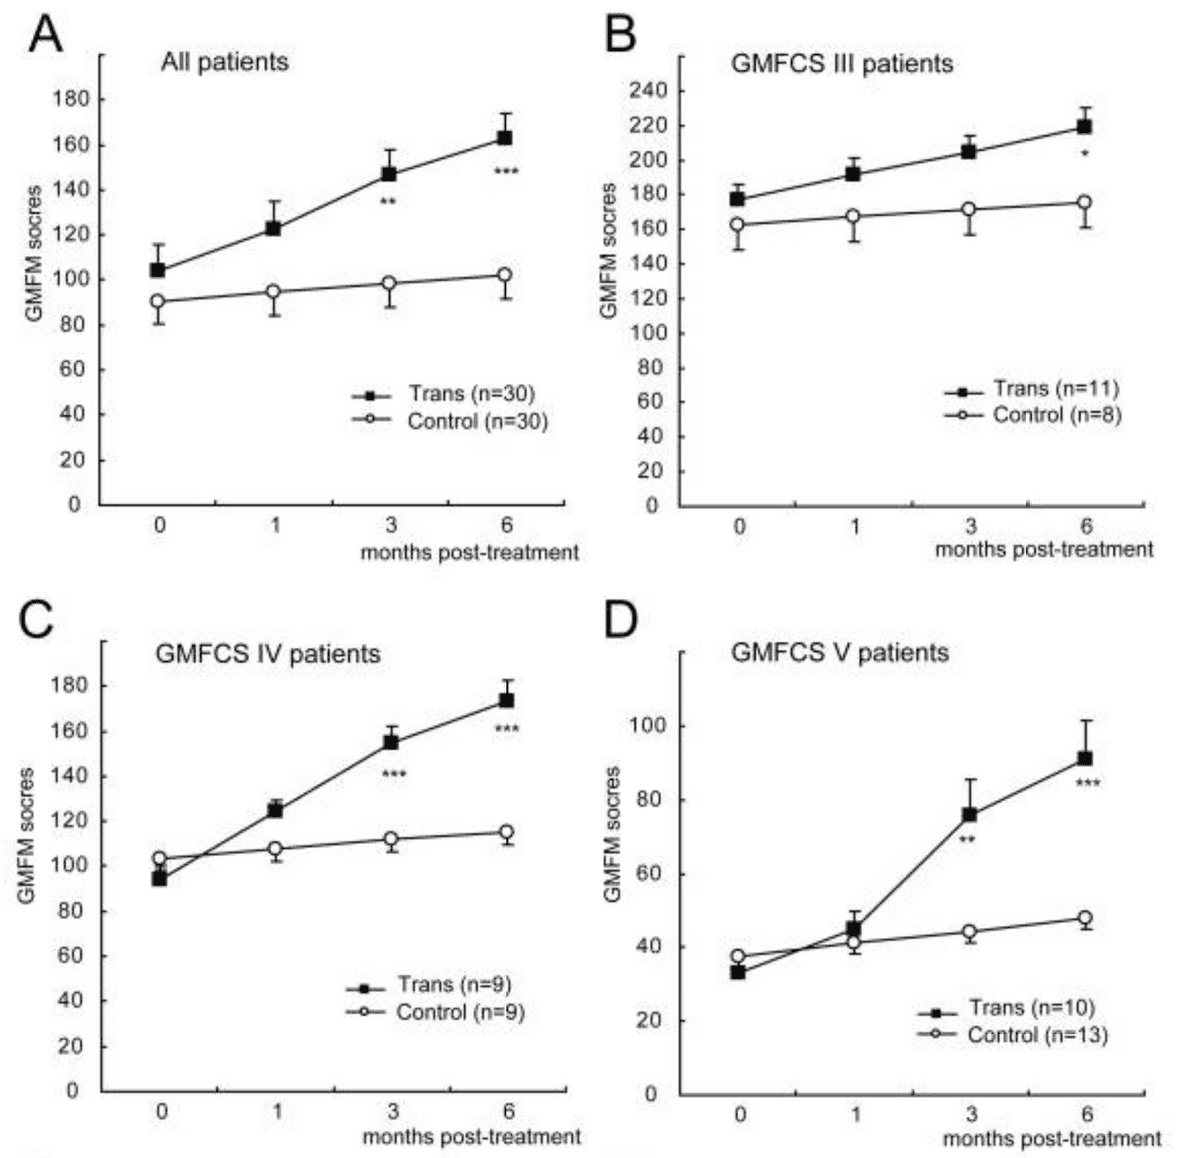 A
All patients
180
160
140
120
100
80
60
40
20
0
GMFM socres
**
***
Trans (n=30)
Control (n=30)
0 1 3 6
months post-treatment
B
GMFCS III patients
240
220
200
180
160
140
120
100
80
60
40
20
0
GMFM socres
*
Trans (n=11)
Control (n=8)
0 1 3 6
months post-treatment
C
GMFCS IV patients
180
160
140
120
100
80
60
40
20
0
GMFM socres
***
***
Trans (n=9)
Control (n=9)
0 1 3 6
months post-treatment
D
GMFCS V patients
100
80
60
40
20
0
GMFM socres
**
***
Trans (n=10)
Control (n=13)
0 1 3 6
months post-treatment